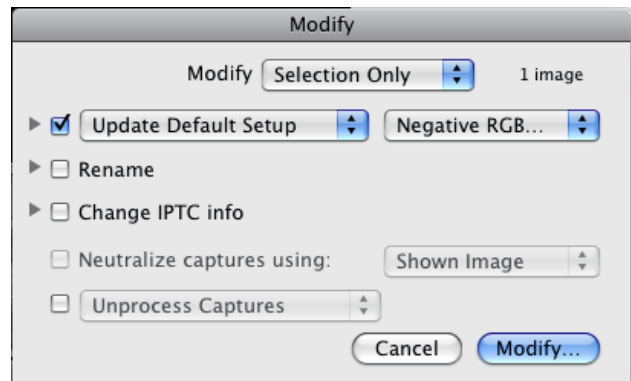 Modify
Modify Selection Only 1 image
Update Default Setup Negative RGB...
Rename
Change IPTC info
Neutralize captures using: Shown Image
Unprocess Captures
Cancel Modify...